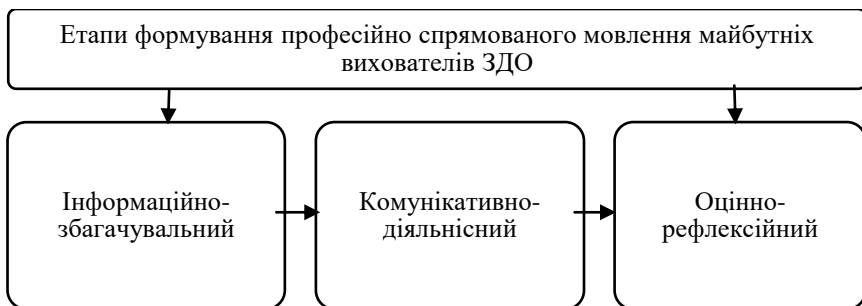 Етапи формування професійно спрямованого мовлення майбутніх
вихователів ЗДО
Інформаційно-
збагачувальний
Комунікативно-
діяльнісний
Оцінно-
рефлексійний